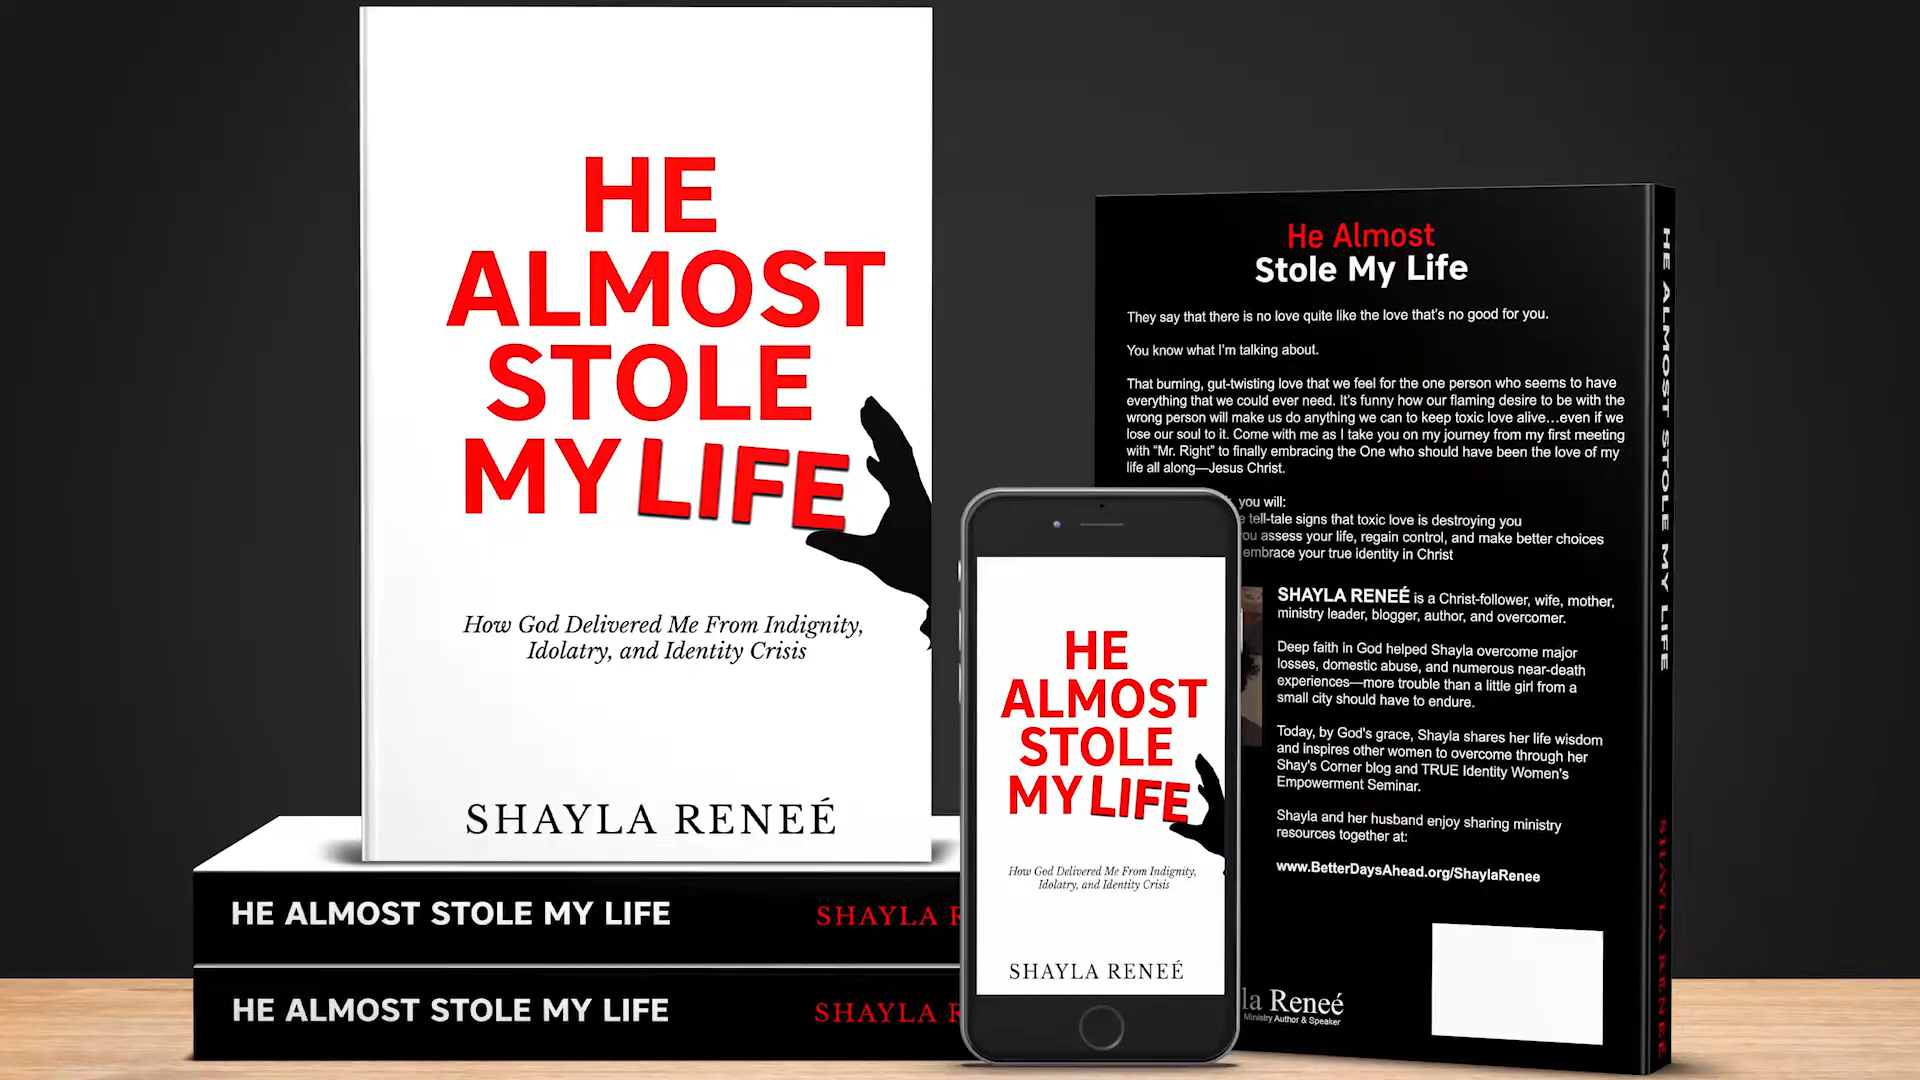 HE
ALMOST
STOLE
MY LIFE
How God Delivered Me From Indignity,
Idolatry, and Identity Crisis
SHAYLA RENEÉ
HE ALMOST STOLE MY LIFE
SHAYLA
HE ALMOST STOLE MY LIFE
SHAYLA
HE
ALMOST
STOLE
MY LIFE
How God Delivered Me From Indignity,
Idolatry, and Identity Crisis
SHAYLA RENEÉ
He Almost
Stole My Life
They say that there is no love quite like the love that's no good for you.
You know what I'm talking about.
That burning, gut-twisting love that we feel for the one person who seems to have
everything that we could ever need. It's funny how our flaming desire to be with the
wrong person will make us do anything we can to keep toxic love alive...even if we
lose our soul to it. Come with me as I take you on my journey from my first meeting
with “Mr. Right” to finally embracing the One who should have been the love of my
life all along—Jesus Christ.
you will:
tell-tale signs that toxic love is destroying you
assess your life, regain control, and make better choices
embrace your true identity in Christ
SHAYLA RENEÉ is a Christ-follower, wife, mother,
ministry leader, blogger, author, and overcomer.
Deep faith in God helped Shayla overcome major
losses, domestic abuse, and numerous near-death
experiences—more trouble than a little girl from a
small city should have to endure.
Today, by God's grace, Shayla shares her life wisdom
and inspires other women to overcome through her
Shay's Corner blog and TRUE Identity Women's
Empowerment Seminar.
Shayla and her husband enjoy sharing ministry
resources together at:
www.BetterDaysAhead.org/ShaylaRenee
la Reneé
Ministry Author & Speaker
HE ALMOST STOLE MY LIFE
SHAYLA RENEE